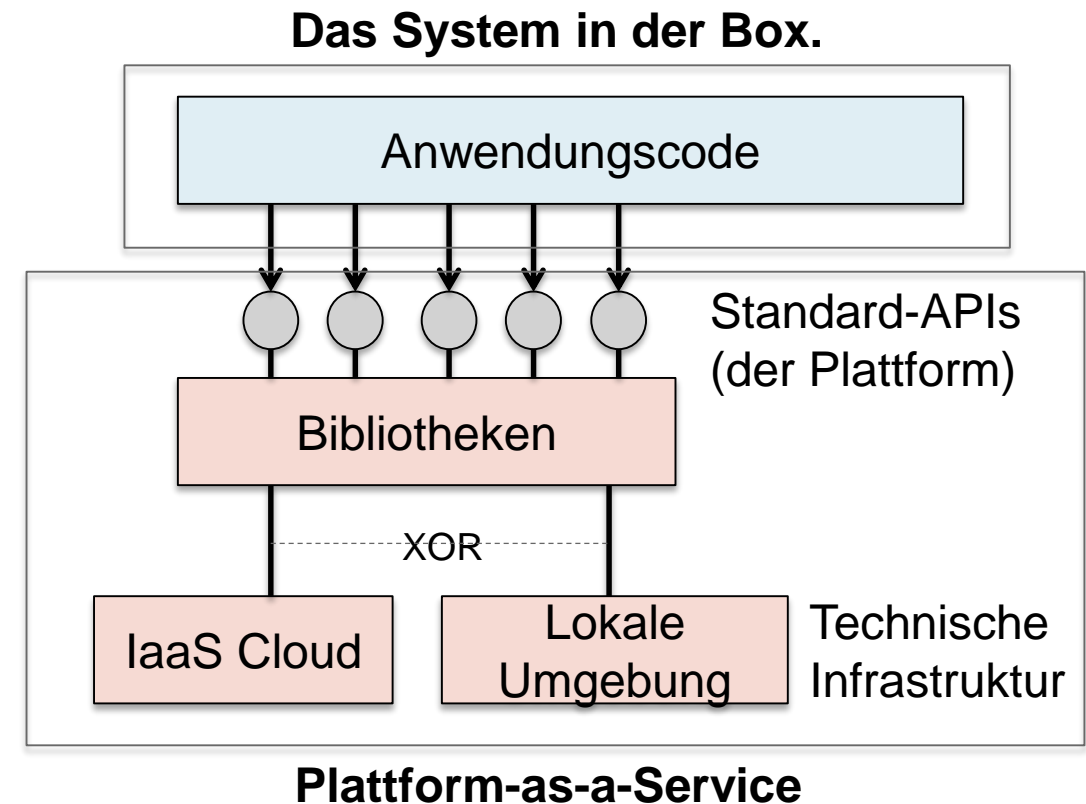 Das System in der Box.
Anwendungscode
Standard-APIs
(der Plattform)
Bibliotheken
XOR
IaaS Cloud
Lokale
Umgebung
Technische
Infrastruktur
Plattform-as-a-Service